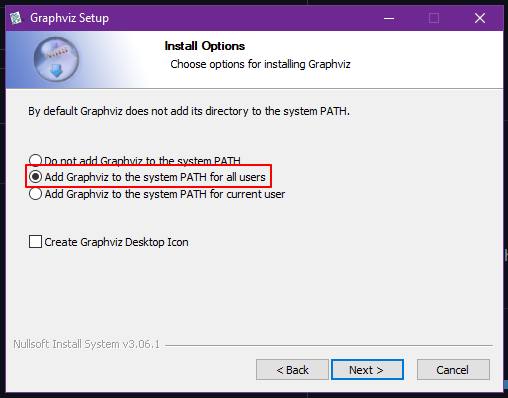 Graphviz Setup
Install Options
Choose options for installing Graphviz
By default Graphviz does not add its directory to the system PATH.
Do not add Graphviz to the system PATH
Add Graphviz to the system PATH for all users
Add Graphviz to the system PATH for current user
Create Graphviz Desktop Icon
Nullsoft Install System v3.06.1
< Back
Next >
Cancel